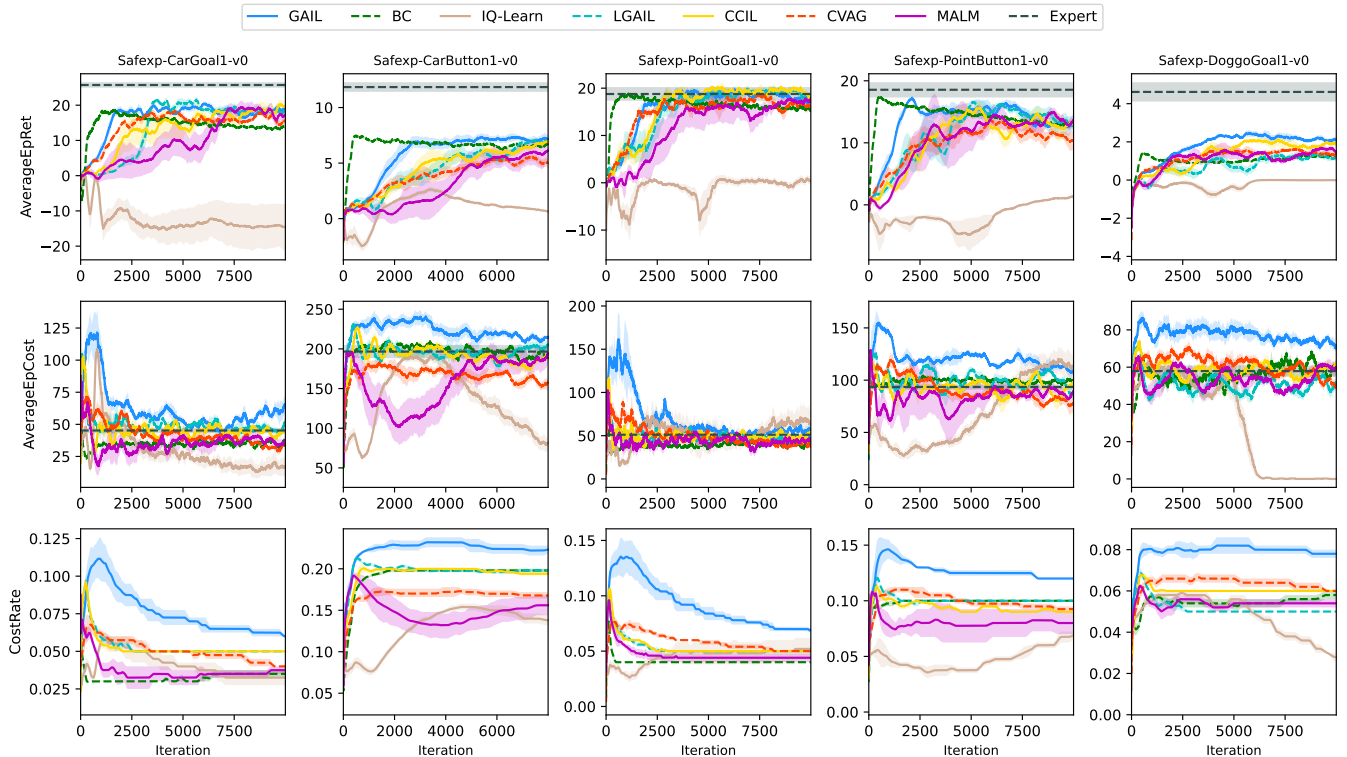 GAIL BC IQ-Learn LGAIL CCIL CVAG MALM Expert
Safexp-CarGoal1-v0 Safexp-CarButton1-v0 Safexp-PointGoal1-v0 Safexp-PointButton1-v0 Safexp-DoggoGoal1-v0
AverageEpRet
20
10
0
−10
−20
0 2500 5000 7500
10
5
0
0 2000 4000 6000
20
10
0
−10
0 2500 5000 7500
20
10
0
0 2500 5000 7500
4
2
0
−2
−4
0 2500 5000 7500
AverageEpCost
125
100
75
50
25
0 2500 5000 7500
250
200
150
100
50
0 2000 4000 6000
200
150
100
50
0
0 2500 5000 7500
150
100
50
0
0 2500 5000 7500
80
60
40
20
0
0 2500 5000 7500
CostRate
0.125
0.100
0.075
0.050
0.025
0 2500 5000 7500
Iteration
0.20
0.15
0.10
0.05
0 2000 4000 6000
Iteration
0.15
0.10
0.05
0.00
0 2500 5000 7500
Iteration
0.15
0.10
0.05
0.00
0 2500 5000 7500
Iteration
0.08
0.06
0.04
0.02
0.00
0 2500 5000 7500
Iteration